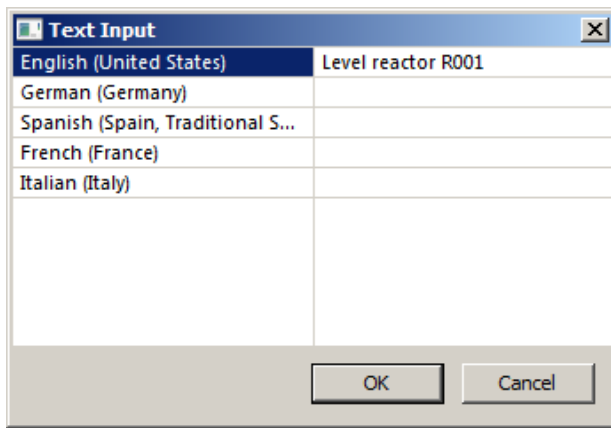 Text Input
English (United States) Level reactor R001
German (Germany)
Spanish (Spain, Traditional S...
French (France)
Italian (Italy)
OK Cancel